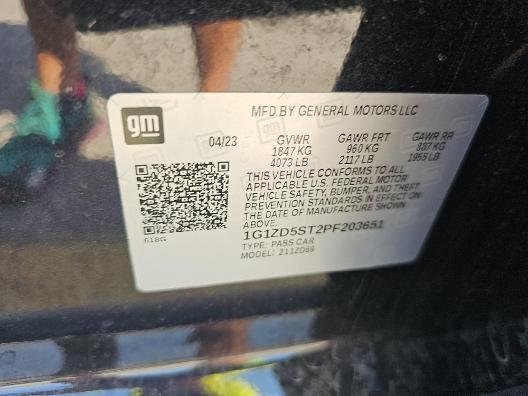 gm
MFD BY GENERAL MOTORS LLC
04/23 GVWR GAWR FRT GAWR RR
1847 KG 960 KG 887 KG
4073 LB 2117 LB 1955 LB
THIS VEHICLE CONFORMS TO ALL
APPLICABLE U.S. FEDERAL MOTOR
VEHICLE SAFETY, BUMPER, AND THEFT
PREVENTION STANDARDS IN EFFECT ON
THE DATE OF MANUFACTURE SHOWN
ABOVE.
618G
1G1ZD5ST2PF203651
TYPE: PASS CAR
MODEL: 211ZD69